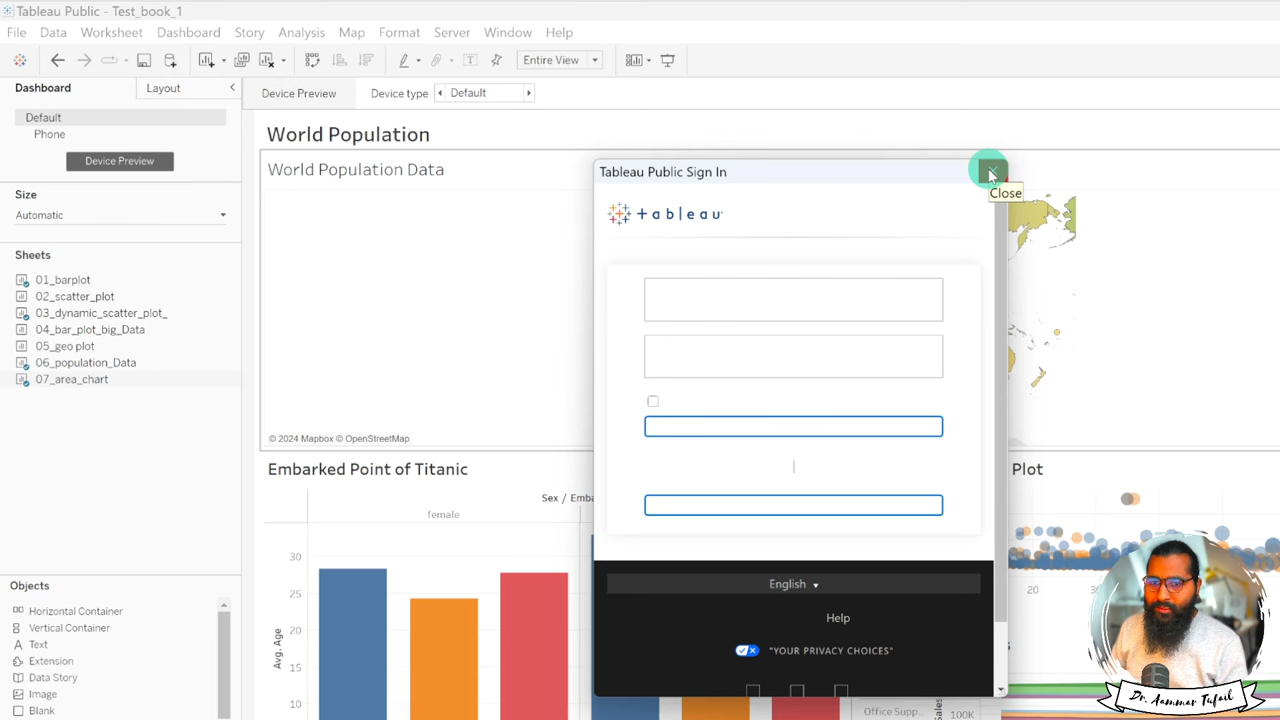 Tableau Public - Test_book_1
File Data Worksheet Dashboard Story Analysis Map Format Server Window Help
Entire View
Dashboard
Layout
Device Preview
Device type
Default
Default
Phone
Device Preview
Size
Automatic
Sheets
01_barplot
02_scatter_plot
03_dynamic_scatter_plot_
04_bar_plot_big_Data
05_geo plot
06_population_Data
07_area_chart
Objects
Horizontal Container
Vertical Container
Text
Extension
Data Story
Image
Blank
World Population
World Population Data
© 2024 Mapbox © OpenStreetMap
Embarked Point of Titanic
Sex / Emba
female
30
25
20
15
10
Avg. Age
Tableau Public Sign In
Close
+ableau
English
Help
"YOUR PRIVACY CHOICES"
Plot
20
30
Office Supp..
Sales
100K
Dr. Aammar Tufail